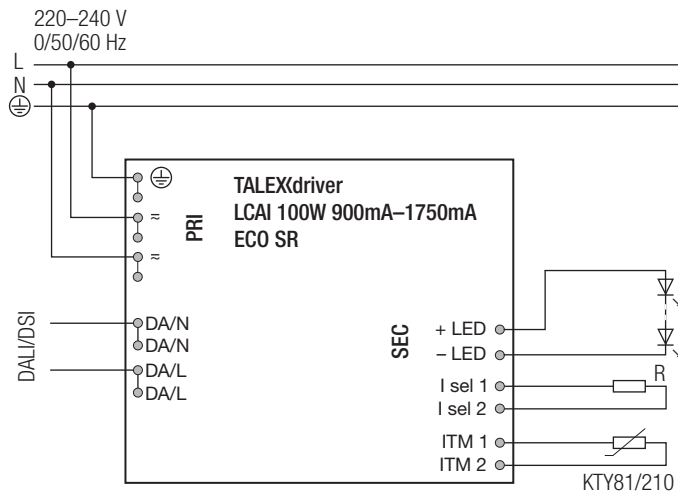 220–240 V
0/50/60 Hz
L
N
TALEXXdriver
LCAI 100W 900mA–1750mA
ECO SR
≂
PRI
≂
DALI/DSI
DA/N
DA/N
DA/L
DA/L
SEC
+ LED
– LED
I sel 1
R
I sel 2
ITM 1
ITM 2
KTY81/210